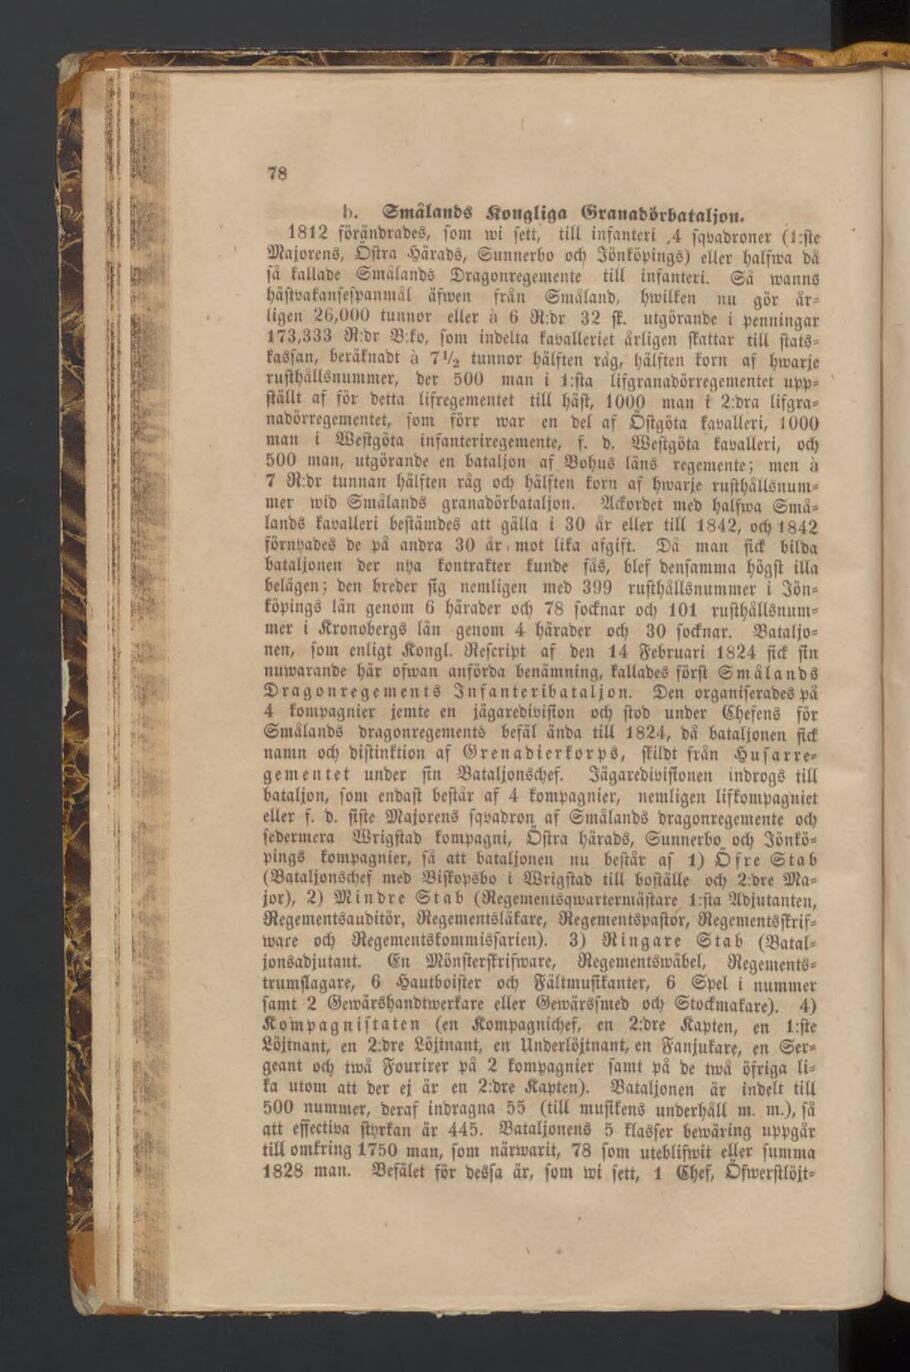 78
b. Smålands Kongliga Granadörbataljon.
1812 förändrades, som wi sett, till infanteri 4 sqvadroner (1:ste
Majorens, Östra Härads, Sunnerbo och Jönköpings) eller halfwa då
så kallade Smålands Dragonregemente till infanteri. Så wanns
hästvakansespanmål äfwen från Småland, hwilken nu gör år-
ligen 26,000 tunnor eller à 6 R:dr 32 sk. utgörande i penningar
173,333 R:dr B:ko, som indelta kavalleriet årligen skattar till stats-
kassan, beräknadt à 7½ tunnor hälften råg, hälften korn af hwarje
rusthållsnummer, der 500 man i 1:sta lifgranadörregementet upp-
ställt af för detta lifregementet till häst, 1000 man i 2:dra lifgra-
nadörregementet, som förr war en del af Östgöta kavalleri, 1000
man i Westgöta infanteriregemente, f. d. Westgöta kavalleri, och
500 man, utgörande en bataljon af Bohus läns regemente; men à
7 R:dr tunnan hälften råg och hälften korn af hwarje rusthållsnum-
mer wid Smålands granadörbataljon. Ackordet med halfwa Små-
lands kavalleri bestämdes att gälla i 30 år eller till 1842, och 1842
förnyades de på andra 30 år mot lika afgift. Då man fick bilda
bataljonen der nya kontrakter kunde fås, blef densamma högst illa
belägen; den breder sig nemligen med 399 rusthållsnummer i Jön-
köpings län genom 6 härader och 78 socknar och 101 rusthållsnum-
mer i Kronobergs län genom 4 härader och 30 socknar. Bataljo-
nen, som enligt Kongl. Rescript af den 14 Februari 1824 fick sin
nuwarande här ofwan anförda benämning, kallades först Smålands
Dragonregements Infanteribataljon. Den organiserades på
4 kompagnier jemte en jägaredivision och stod under Chefens för
Smålands dragonregements befäl ända till 1824, då bataljonen fick
namn och distinktion af Grenadierkorps, skildt från Husarre-
gementet under sin Bataljonschef. Jägaredivisionen indrogs till
bataljon, som endast består af 4 kompagnier, nemligen lifkompagniet
eller f. d. siste Majorens sqvadron af Smålands dragonregemente och
sedermera Wrigstad kompagni, Östra härads, Sunnerbo och Jönkö-
pings kompagnier, så att bataljonen nu består af 1) Öfre Stab
(Bataljonschef med Biskopsbo i Wrigstad till boställe och 2:dre Ma-
jor), 2) Mindre Stab (Regementsqwartermästare 1:sta Adjutanten,
Regementsauditör, Regementsläkare, Regementspastor, Regementsskrif-
ware och Regementskommissarien). 3) Ringare Stab (Batal-
jonsadjutant. En Mönsterskrifware, Regementswäbel, Regements-
trumslagare, 6 Hautboister och Fältmusikanter, 6 Spel i nummer
samt 2 Gewärshandtwerkare eller Gewärssmed och Stockmakare). 4)
Kompagnistaten (en Kompagnichef, en 2:dre Kapten, en 1:ste
Löjtnant, en 2:dre Löjtnant, en Underlöjtnant, en Fanjukare, en Ser-
geant och twå Fourirer på 2 kompagnier samt på de twå öfriga li-
ka utom att der ej är en 2:dre Kapten). Bataljonen är indelt till
500 nummer, deraf indragna 55 (till musikens underhåll m. m.), så
att effectiva styrkan är 445. Bataljonens 5 klasser bewäring uppgår
till omkring 1750 man, som närwarit, 78 som uteblifwit eller summa
1828 man. Befälet för dessa är, som wi sett, 1 Chef, Öfwerstlöjt-